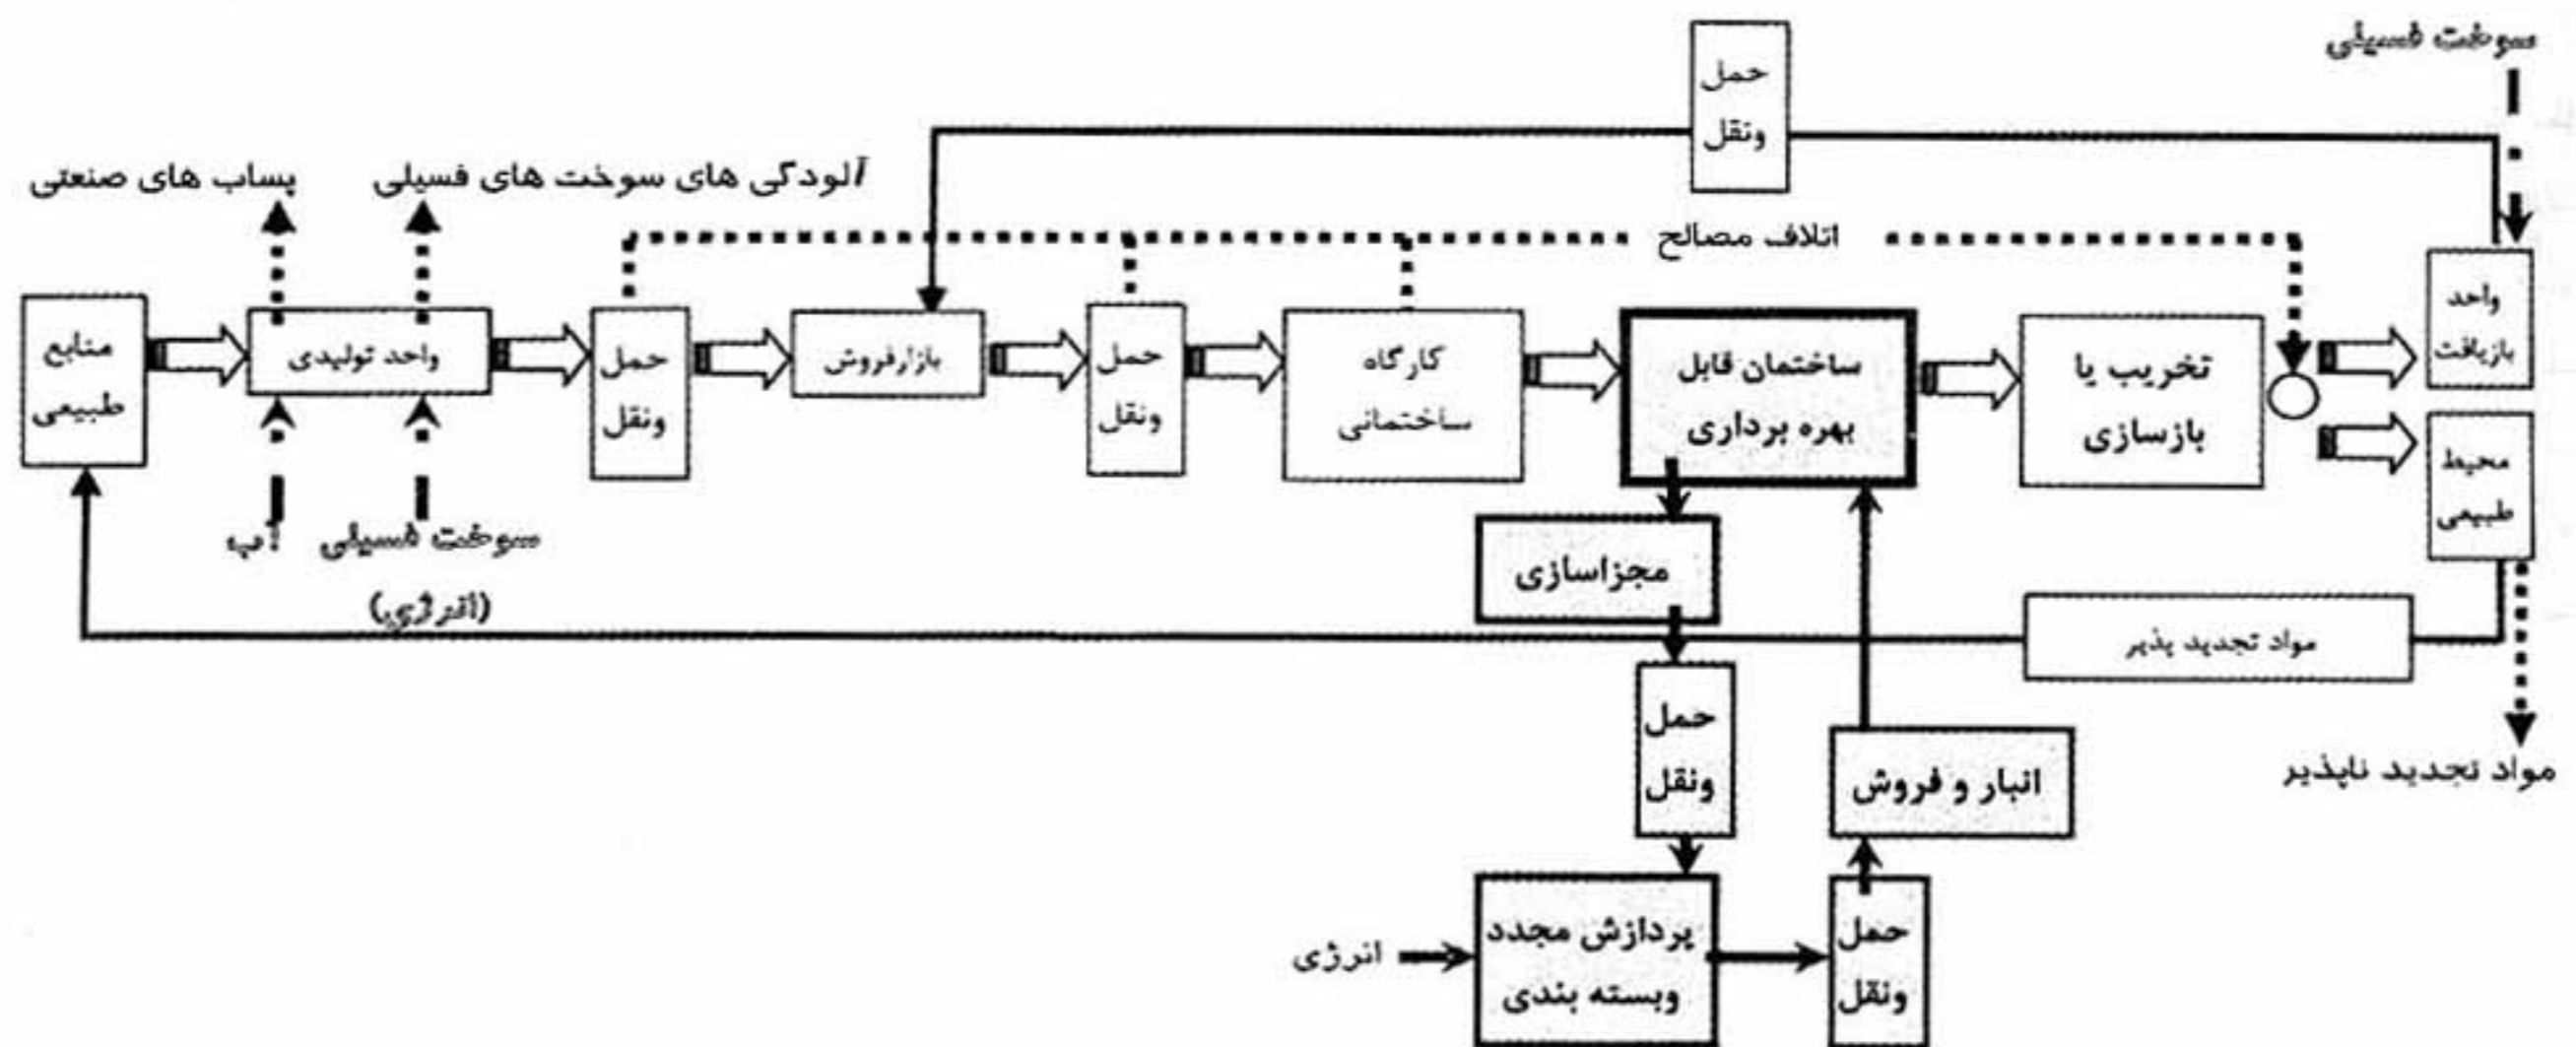 حمل
ونقل
سوخت فسیلی
پساب های صنعتی
آلودگی های سوخت های فسیلی
اتلاف مصالح
منابع
طبیعی
واحد تولیدی
حمل
ونقل
بازارفروش
حمل
ونقل
کارگاه
ساختمانی
ساختمان قابل
بهره برداری
تخریب یا
بازسازی
واحد
بازیافت
محیط
طبیعی
آب
سوخت فسیلی
(انرژی)
مجزاسازی
مواد تجدید پذیر
حمل
ونقل
انبار و فروش
مواد تجدید ناپذیر
انرژی
پردازش مجدد
وبسته بندی
حمل
ونقل